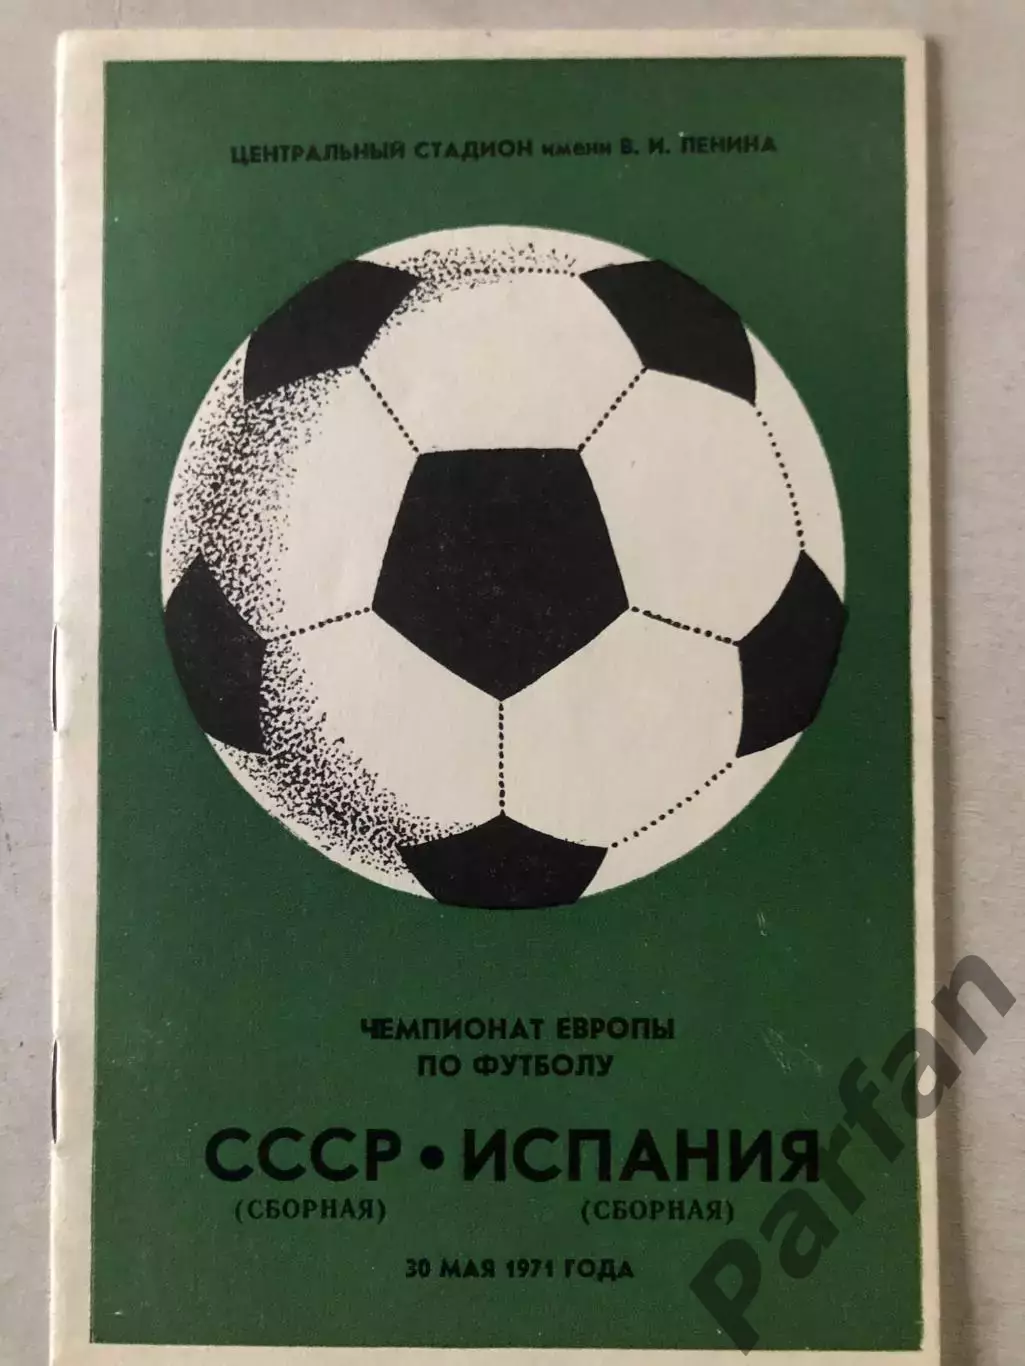 ЦЕНТРАЛЬНЫЙ СТАДИОН имени В. И. ЛЕНИНА
ЧЕМПИОНАТ ЕВРОПЫ
ПО ФУТБОЛУ
СССР • ИСПАНИЯ
(СБОРНАЯ) (СБОРНАЯ)
30 МАЯ 1971 ГОДА
Parfan